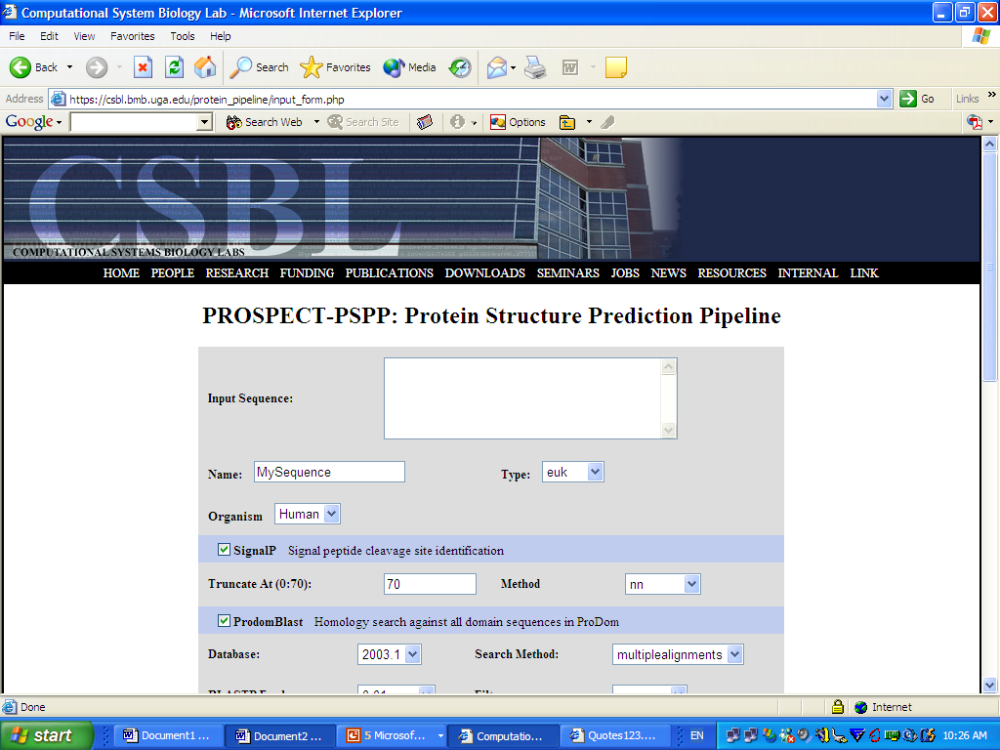 Computational System Biology Lab - Microsoft Internet Explorer
File Edit View Favorites Tools Help
Back Search Favorites Media
Address https://csbl.bmb.uga.edu/protein_pipeline/input_form.php Go Links »
Google Search Web Search Site Options
CSBL
COMPUTATIONAL SYSTEMS BIOLOGY LABS
HOME PEOPLE RESEARCH FUNDING PUBLICATIONS DOWNLOADS SEMINARS JOBS NEWS RESOURCES INTERNAL LINK
PROSPECT-PSPP: Protein Structure Prediction Pipeline
Input Sequence:
Name: MySequence Type: euk
Organism Human
SignalP Signal peptide cleavage site identification
Truncate At (0:70): 70 Method nn
ProdomBlast Homology search against all domain sequences in ProDom
Database: 2003.1 Search Method: multiplealignments
Done Internet
start Document1 ... Document2 ... 5 Microsof... Computatio... Quotes123.... EN 10:26 AM